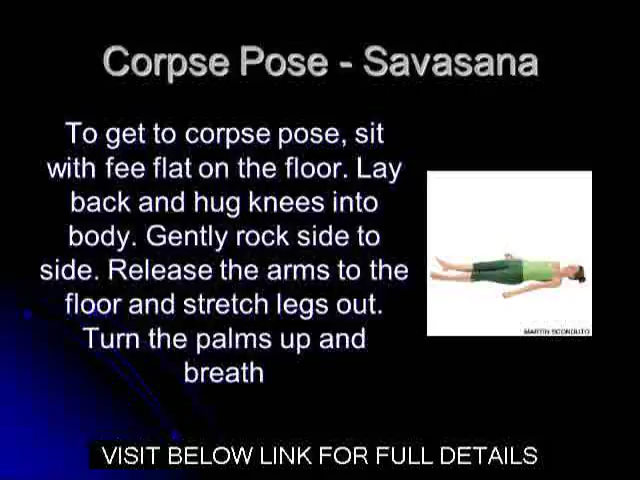 Corpse Pose - Savasana
To get to corpse pose, sit
with fee flat on the floor. Lay
back and hug knees into
body. Gently rock side to
side. Release the arms to the
floor and stretch legs out.
Turn the palms up and
breath
MARTIN SCONDUTO
VISIT BELOW LINK FOR FULL DETAILS